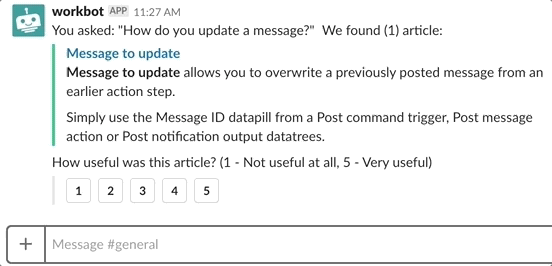 workbot APP 11:27 AM
You asked: "How do you update a message?" We found (1) article:
Message to update
Message to update allows you to overwrite a previously posted message from an
earlier action step.
Simply use the Message ID datapill from a Post command trigger, Post message
action or Post notification output datatrees.
How useful was this article? (1 - Not useful at all, 5 - Very useful)
1 2 3 4 5
+ Message #general